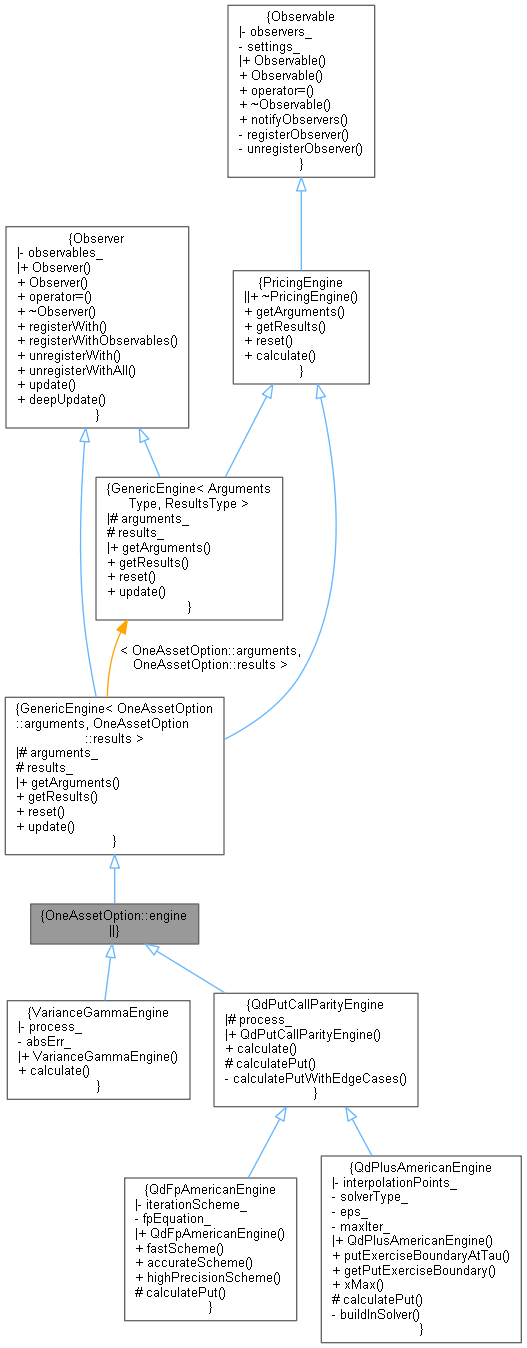 {Observable
|- observers_
- settings_
|+ Observable()
+ Observable()
+ operator=()
+ ~Observable()
+ notifyObservers()
- registerObserver()
- unregisterObserver()
}
{Observer
|- observables_
|+ Observer()
+ Observer()
+ operator=()
+ ~Observer()
+ registerWith()
+ registerWithObservables()
+ unregisterWith()
+ unregisterWithAll()
+ update()
+ deepUpdate()
}
{PricingEngine
||+ ~PricingEngine()
+ getArguments()
+ getResults()
+ reset()
+ calculate()
}
{GenericEngine< Arguments
Type, ResultsType >
|# arguments_
# results_
|+ getArguments()
+ getResults()
+ reset()
+ update()
}
< OneAssetOption::arguments,
OneAssetOption::results >
{GenericEngine< OneAssetOption
::arguments, OneAssetOption
::results >
|# arguments_
# results_
|+ getArguments()
+ getResults()
+ reset()
+ update()
}
{OneAssetOption::engine
||}
{VarianceGammaEngine
|- process_
- absErr_
|+ VarianceGammaEngine()
+ calculate()
}
{QdPutCallParityEngine
|# process_
|+ QdPutCallParityEngine()
+ calculate()
# calculatePut()
- calculatePutWithEdgeCases()
}
{QdFpAmericanEngine
|- iterationScheme_
- fpEquation_
|+ QdFpAmericanEngine()
+ fastScheme()
+ accurateScheme()
+ highPrecisionScheme()
# calculatePut()
}
{QdPlusAmericanEngine
|- interpolationPoints_
- solverType_
- eps_
- maxIter_
|+ QdPlusAmericanEngine()
+ putExerciseBoundaryAtTau()
+ getPutExerciseBoundary()
+ xMax()
# calculatePut()
- buildInSolver()
}